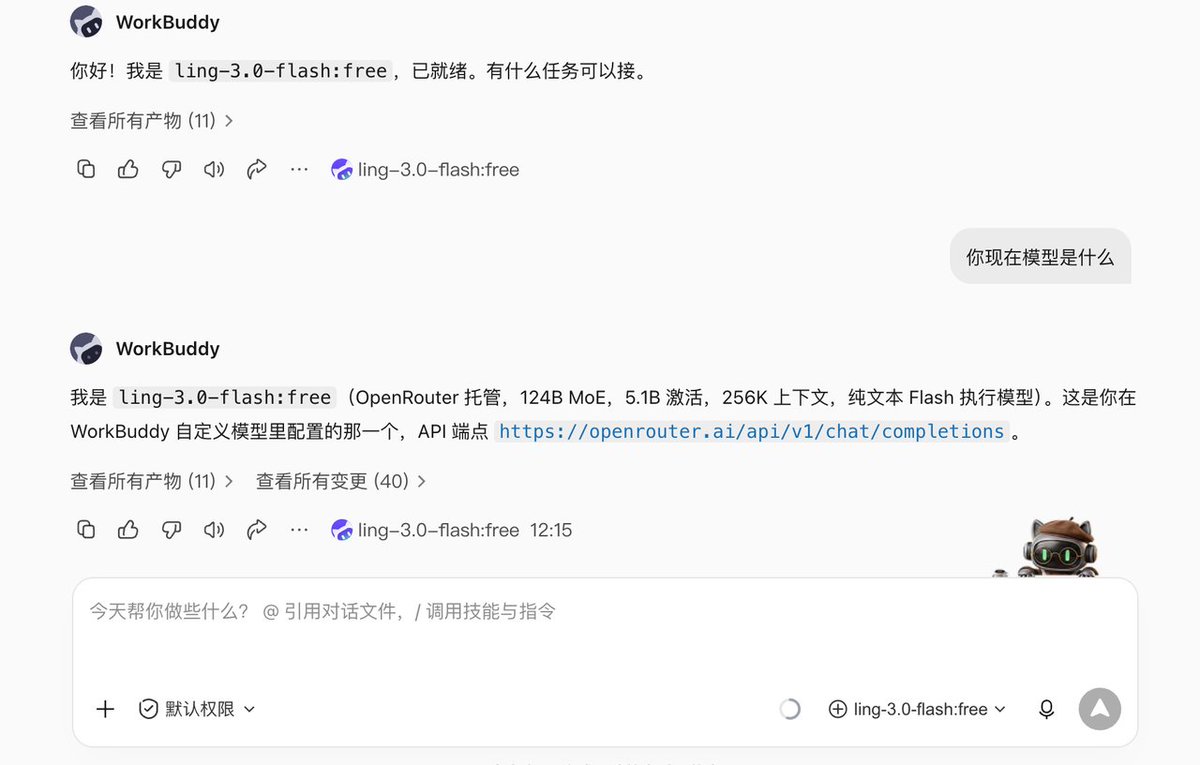 WorkBuddy
你好！我是 ling-3.0-flash:free，已就绪。有什么任务可以接。
查看所有产物 (11) >
ling-3.0-flash:free
你现在模型是什么
WorkBuddy
我是 ling-3.0-flash:free（OpenRouter 托管，124B MoE，5.1B 激活，256K 上下文，纯文本 Flash 执行模型）。这是你在
WorkBuddy 自定义模型里配置的那一个，API 端点 https://openrouter.ai/api/v1/chat/completions 。
查看所有产物 (11) > 查看所有变更 (40) >
ling-3.0-flash:free 12:15
今天帮你做些什么？ @ 引用对话文件，/ 调用技能与指令
默认权限 ling-3.0-flash:free